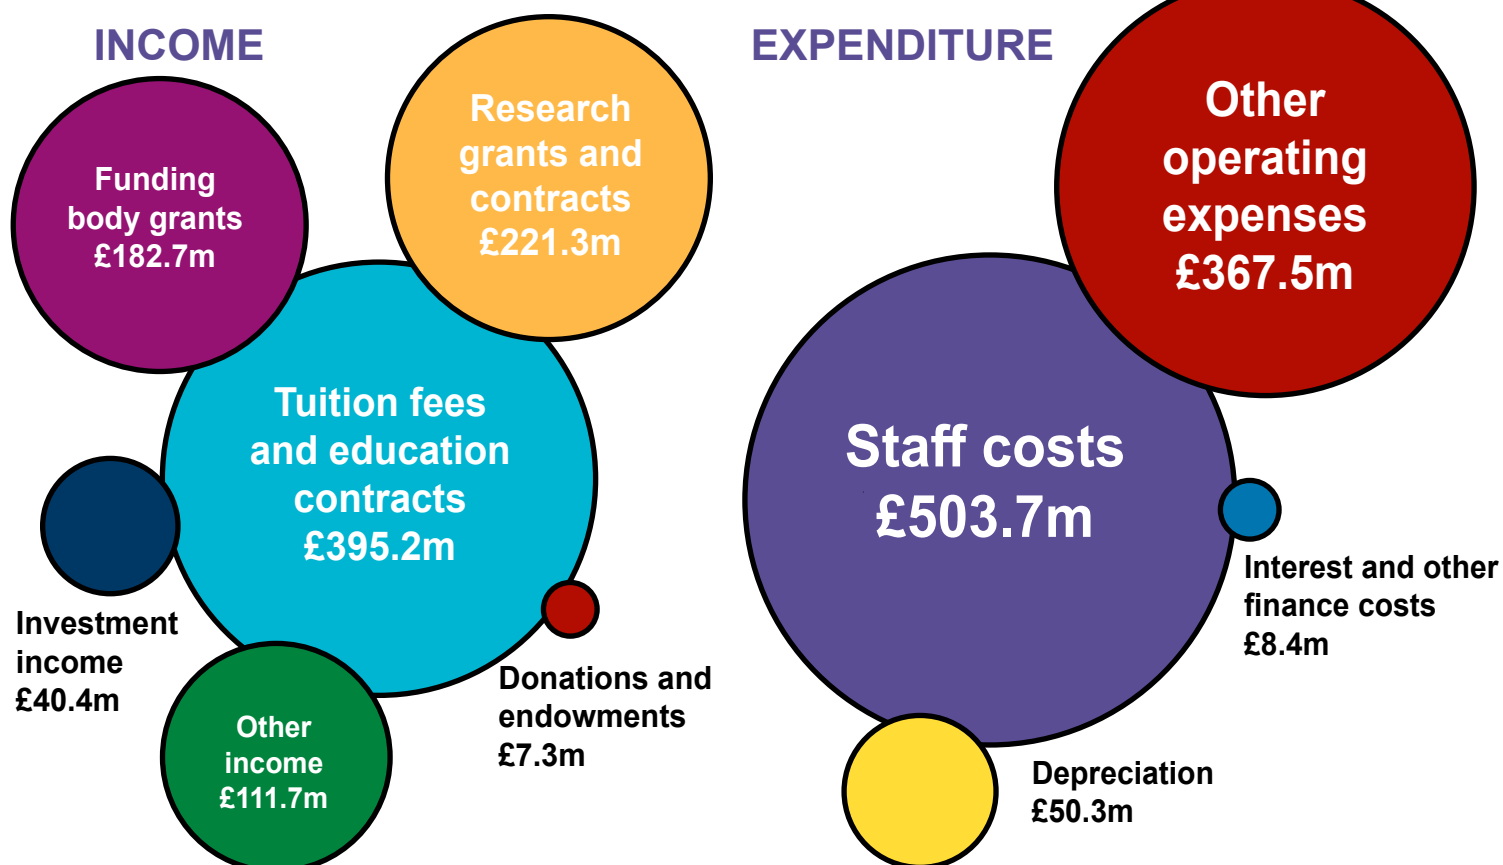 INCOME
Funding
body grants
£182.7m
Research
grants and
contracts
£221.3m
Tuition fees
and education
contracts
£395.2m
Investment
income
£40.4m
Other
income
£111.7m
Donations and
endowments
£7.3m
EXPENDITURE
Other
operating
expenses
£367.5m
Staff costs
£503.7m
Interest and other
finance costs
£8.4m
Depreciation
£50.3m